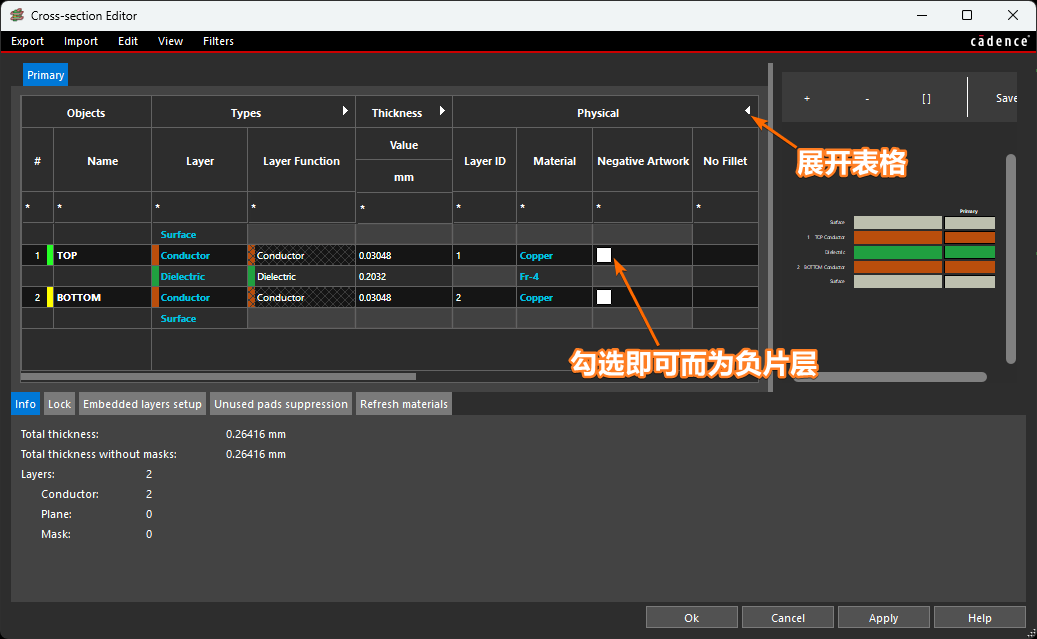 Cross-section Editor
Export Import Edit View Filters cādence
Primary
Objects Types Thickness Physical
# Name Layer Layer Function Value Layer ID Material Negative Artwork No Fillet
mm
* * * * * * * * *
Surface
1 TOP Conductor Conductor 0.03048 1 Copper
Dielectric Dielectric 0.2032 Fr-4
2 BOTTOM Conductor Conductor 0.03048 2 Copper
Surface
展开表格
勾选即可而为负片层
+ - [ ] Save
Primary
Surface
1 TOP Conductor
Dielectric
2 BOTTOM Conductor
Surface
Info Lock Embedded layers setup Unused pads suppression Refresh materials
Total thickness: 0.26416 mm
Total thickness without masks: 0.26416 mm
Layers: 2
Conductor: 2
Plane: 0
Mask: 0
Ok Cancel Apply Help